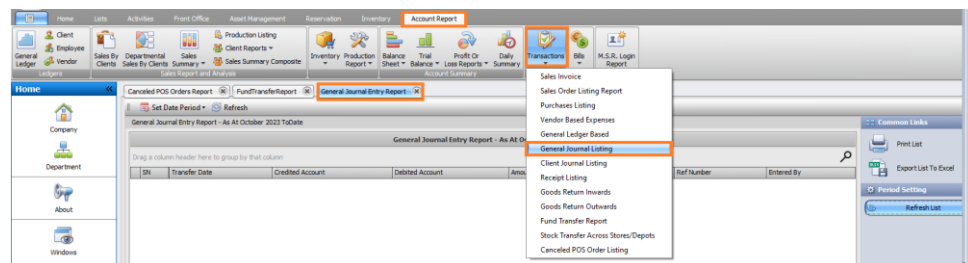 Home Lists Activities Front Office Asset Management Reservation Inventory Account Report
General Ledger
Client
Employee
Vendor
Ledgers
Sales By Clients
Departmental Sales By Clients
Sales Summary
Production Listing
Client Reports
Sales Summary Composite
Sales Report and Analysis
Inventory
Production Report
Balance Sheet
Trial Balance
Profit Or Loss Reports
Daily Summary
Account Summary
Transactions
Bills
M.S.R. Login Report
Home «
Company
Department
About
Windows
Canceled POS Orders Report
FundTransferReport
General Journal Entry Report
Set Date Period
Refresh
General Journal Entry Report - As At October 2023 ToDate
General Journal Entry Report - As At O
Drag a column header here to group by that column
SN Transfer Date Credited Account Debited Account Amou Ref Number Entered By
Sales Invoice
Sales Order Listing Report
Purchases Listing
Vendor Based Expenses
General Ledger Based
General Journal Listing
Client Journal Listing
Receipt Listing
Goods Return Inwards
Goods Return Outwards
Fund Transfer Report
Stock Transfer Across Stores/Depots
Canceled POS Order Listing
Common Links
Print List
Export List To Excel
Period Setting
Refresh List